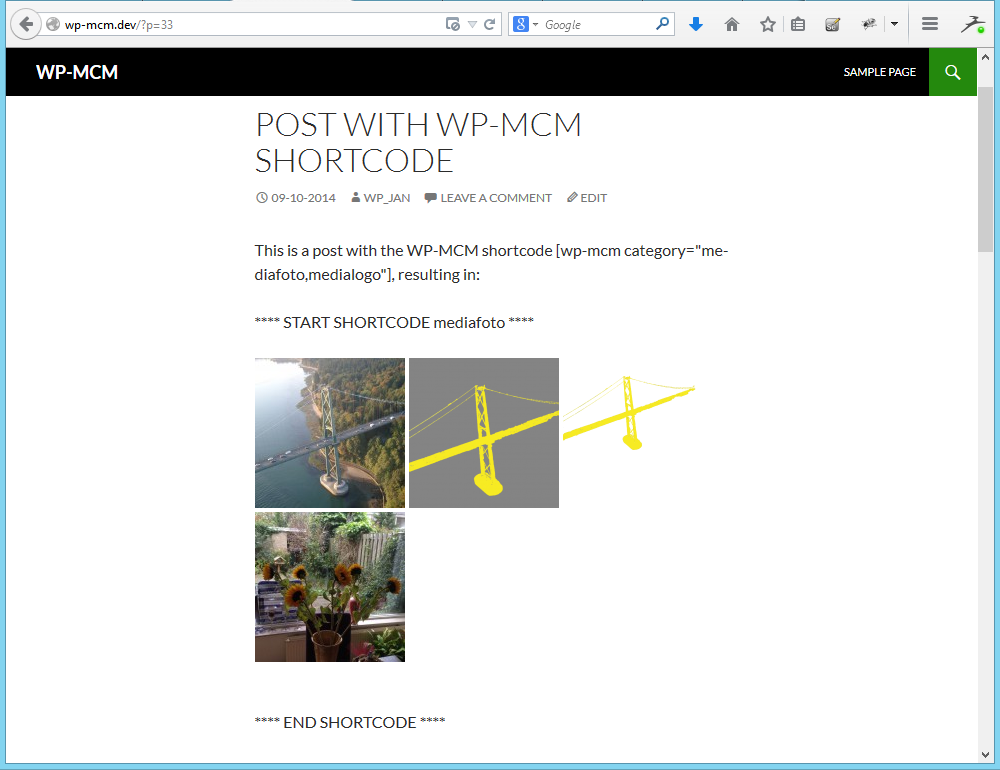 wp-mcm.dev/?p=33
Google
WP-MCM
SAMPLE PAGE
POST WITH WP-MCM
SHORTCODE
09-10-2014 WP_JAN LEAVE A COMMENT EDIT
This is a post with the WP-MCM shortcode [wp-mcm category="me-
diafoto,medialogo"], resulting in:
**** START SHORTCODE mediafoto ****
**** END SHORTCODE ****